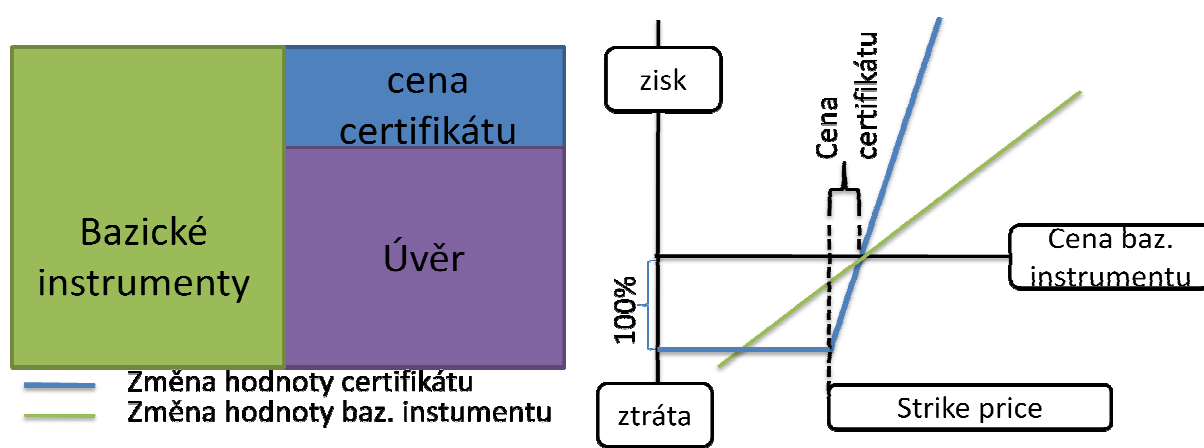 Bazické
instrumenty
cena
certifikátu
Úvěr
Změna hodnoty certifikátu
Změna hodnoty baz. instumentu
zisk
Cena
certifikátu
Cena baz.
instrumentu
100%
ztráta
Strike price